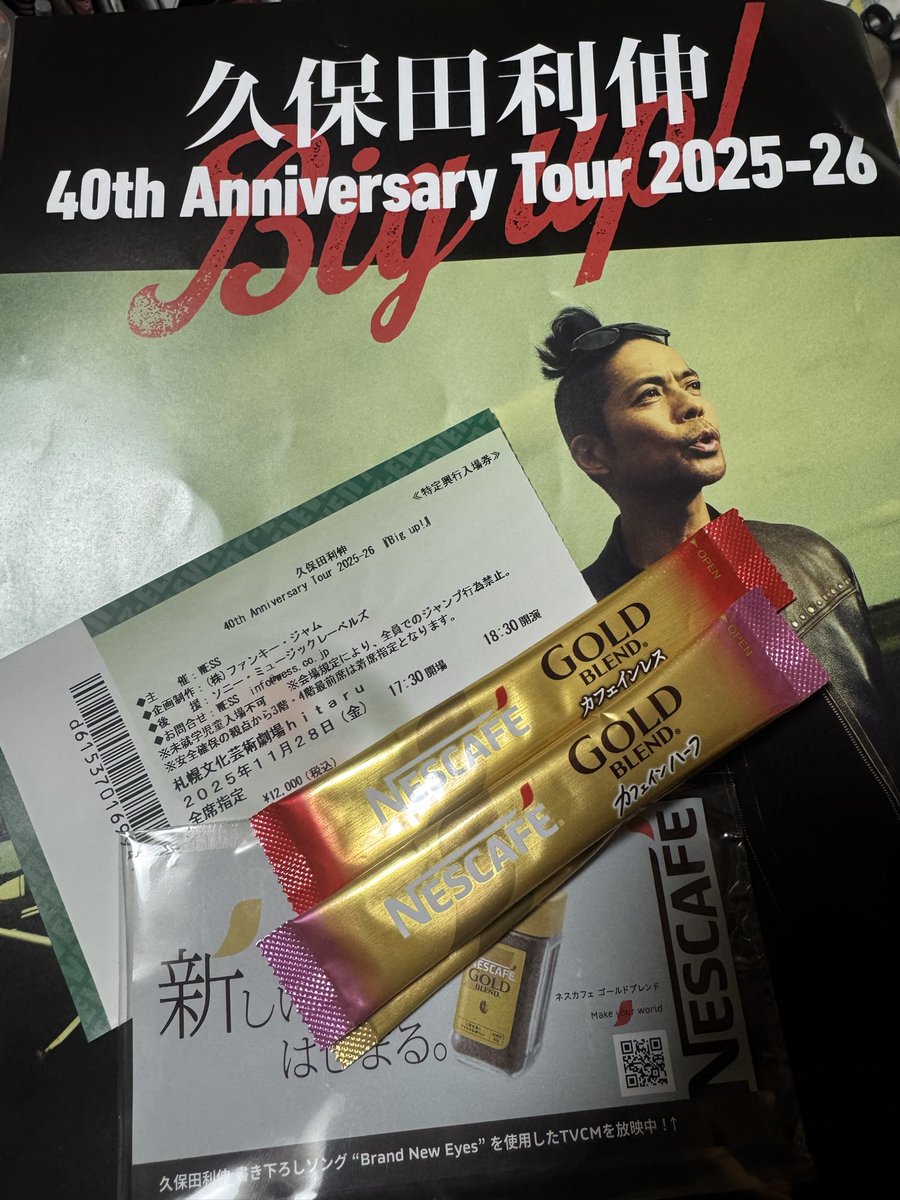 久保田利伸
Big up!
40th Anniversary Tour 2025-26
≪特定興行入場券≫
久保田利伸
40th Anniversary Tour 2025-26 『Big up!』
◆主 催：WESS
◆企画制作：(株)ファンキー・ジャム
◆後 援：ソニー・ミュージックレーベルズ
◆お問合せ：WESS info@wess.co.jp
※未就学児童入場不可 ※会場規定により、全員でのジャンプ行為禁止。
※安全確保の観点から3階・4階最前席は着席指定となります。
札幌文化芸術劇場hitaru
2025年11月28日(金) 17:30開場 18:30開演
全席指定 ¥12,000(税込)
OPEN
NESCAFÉ GOLD BLEND®
カフェインレス
OPEN
NESCAFÉ® GOLD BLEND®
カフェインハーフ
新しい
はじまる。
NESCAFÉ
GOLD
BLEND
ネスカフェ ゴールドブレンド
Make your world
NESCAFÉ
久保田利伸 書き下ろしソング “Brand New Eyes” を使用したTVCMを放映中！↑